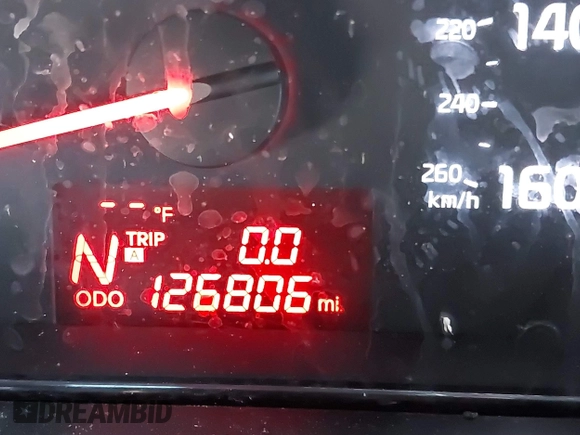 220
140
240
260
km/h
160
-- °F
TRIP
A
0.0
N
ODO 126806 mi
DREAMBID